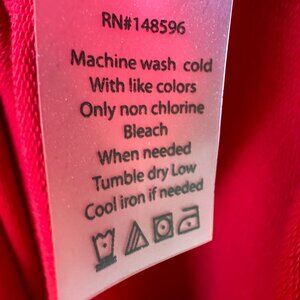 RN#148596
Machine wash cold
With like colors
Only non chlorine
Bleach
When needed
Tumble dry Low
Cool iron if needed